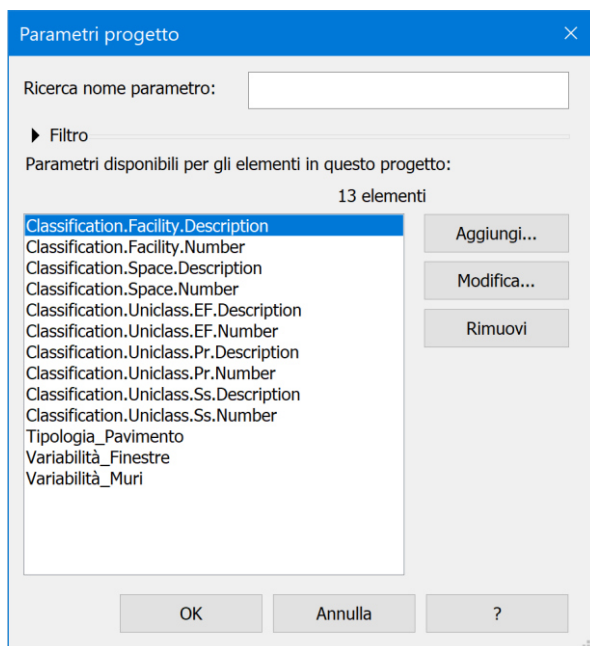 Parametri progetto
Ricerca nome parametro:
Filtro
Parametri disponibili per gli elementi in questo progetto:
13 elementi
Classification.Facility.Description
Classification.Facility.Number
Classification.Space.Description
Classification.Space.Number
Classification.Uniclass.EF.Description
Classification.Uniclass.EF.Number
Classification.Uniclass.Pr.Description
Classification.Uniclass.Pr.Number
Classification.Uniclass.Ss.Description
Classification.Uniclass.Ss.Number
Tipologia_Pavimento
Variabilità_Finestre
Variabilità_Muri
Aggiungi...
Modifica...
Rimuovi
OK
Annulla
?